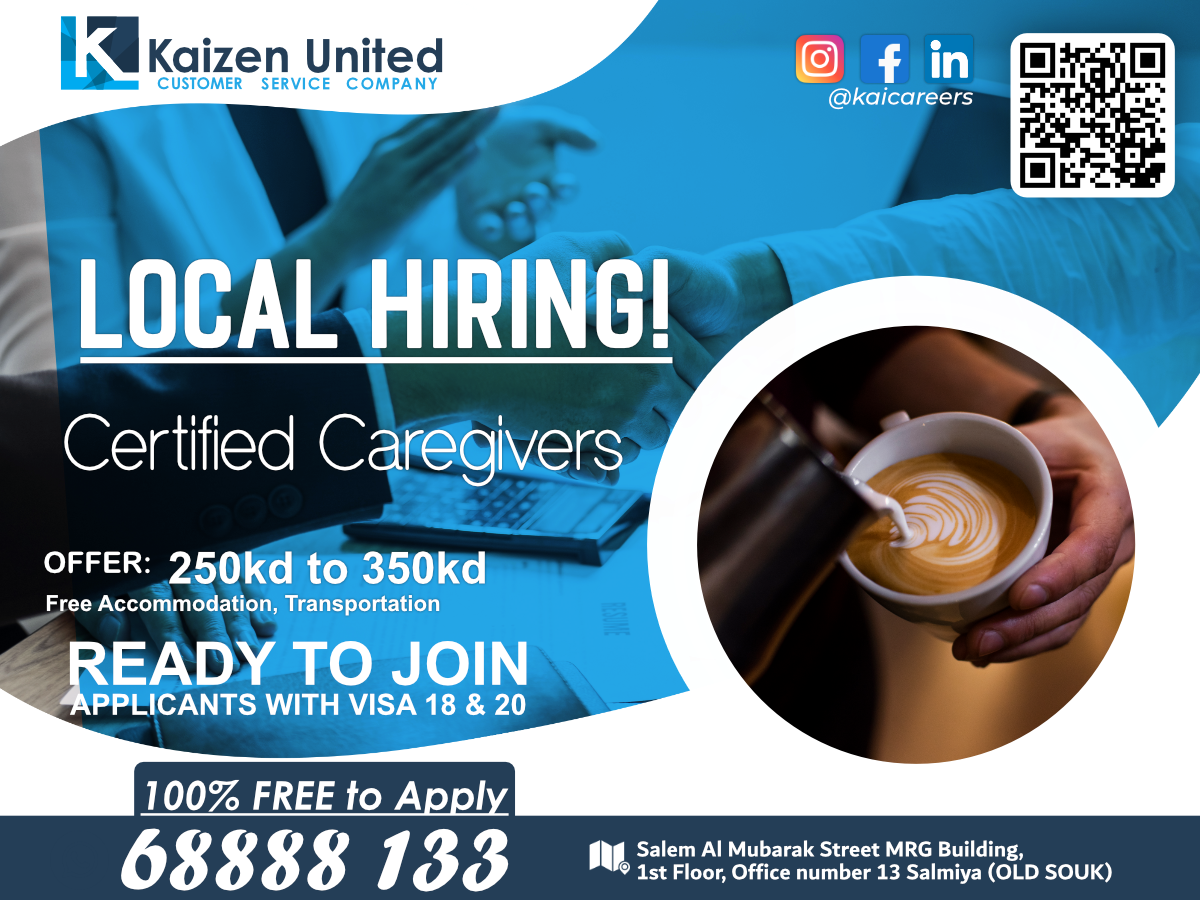 K Kaizen United
CUSTOMER SERVICE COMPANY
@kaicareers
LOCAL HIRING!
Certified Caregivers
OFFER: 250kd to 350kd
Free Accommodation, Transportation
RESUME
READY TO JOIN
APPLICANTS WITH VISA 18 & 20
100% FREE to Apply
68888 133
Salem Al Mubarak Street MRG Building,
1st Floor, Office number 13 Salmiya (OLD SOUK)